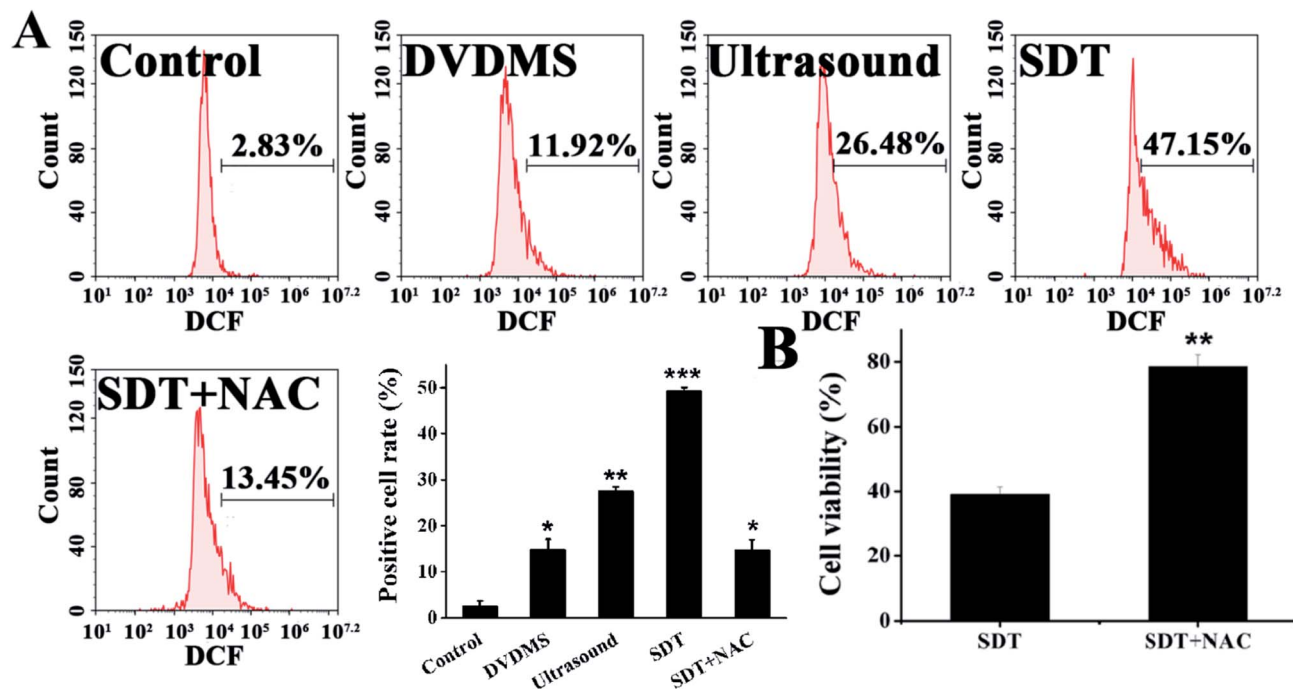 A
Control
2.83%
Count
150
120
80
40
0
10¹ 10² 10³ 10⁴ 10⁵ 10⁶ 10⁷·²
DCF
DVDMS
11.92%
Count
150
120
80
40
0
10¹ 10² 10³ 10⁴ 10⁵ 10⁶ 10⁷·²
DCF
Ultrasound
26.48%
Count
150
120
80
40
0
10¹ 10² 10³ 10⁴ 10⁵ 10⁶ 10⁷·²
DCF
SDT
47.15%
Count
150
120
80
40
0
10¹ 10² 10³ 10⁴ 10⁵ 10⁶ 10⁷·²
DCF
SDT+NAC
13.45%
Count
150
120
80
40
0
10¹ 10² 10³ 10⁴ 10⁵ 10⁶ 10⁷·²
DCF
Positive cell rate (%)
50
40
30
20
10
0
*
**
***
*
Control DVDMS Ultrasound SDT SDT+NAC
B
Cell viability (%)
80
60
40
20
0
**
SDT SDT+NAC